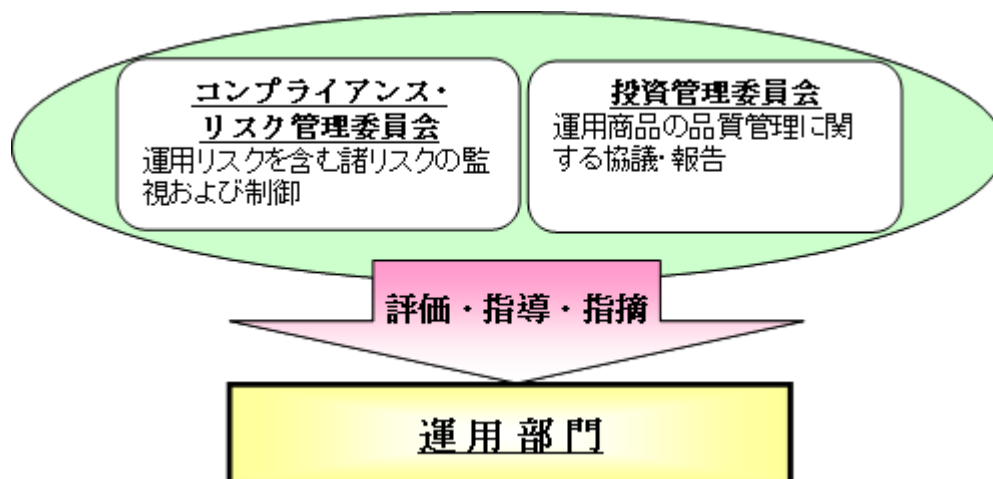 コンプライアンス・
リスク管理委員会
運用リスクを含む諸リスクの監
視および制御
投資管理委員会
運用商品の品質管理に関
する協議・報告
評価・指導・指摘
運用部門